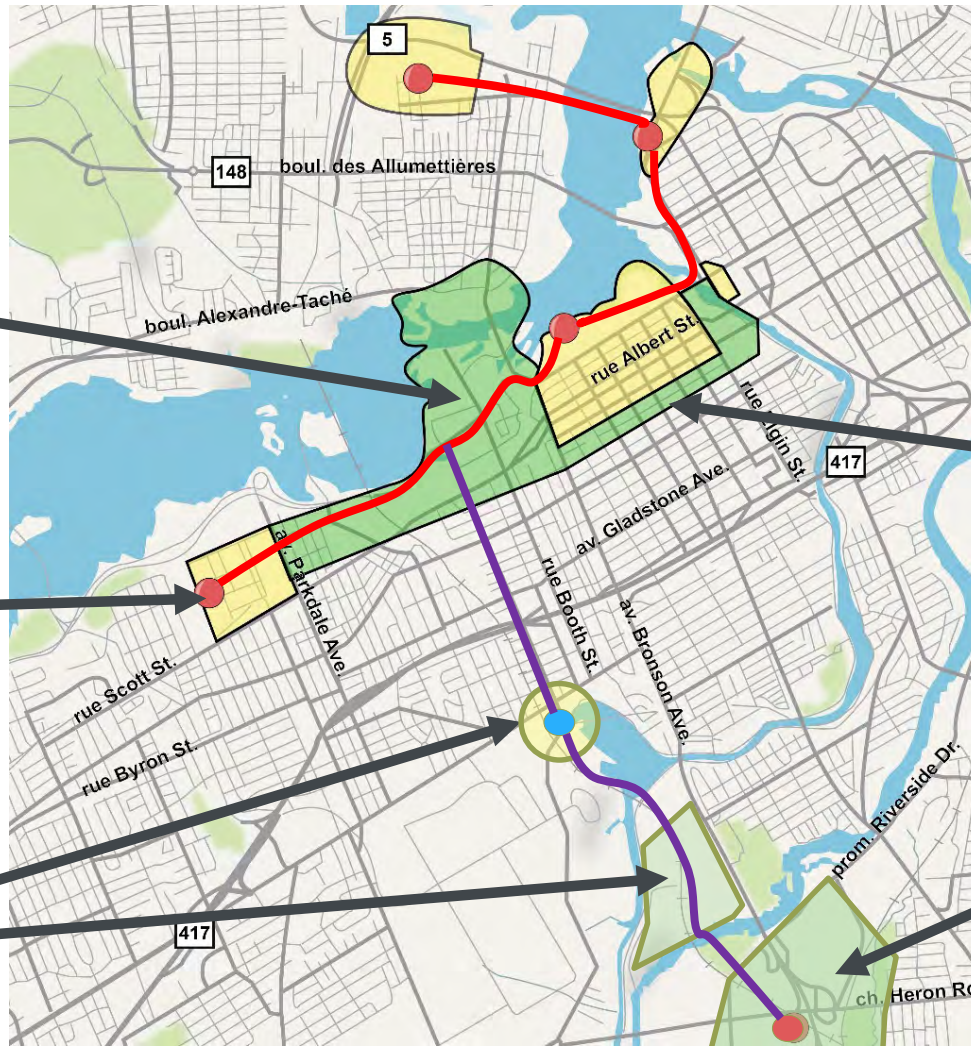 5
boul. des Allumettières
148
boul. Alexandre-Taché
rue Albert St.
rue Elgin St.
417
av. Gladstone Ave.
av. Parkdale Ave.
rue Booth St.
av. Bronson Ave.
rue Scott St.
rue Byron St.
prom. Riverside Dr.
417
ch. Heron Ro